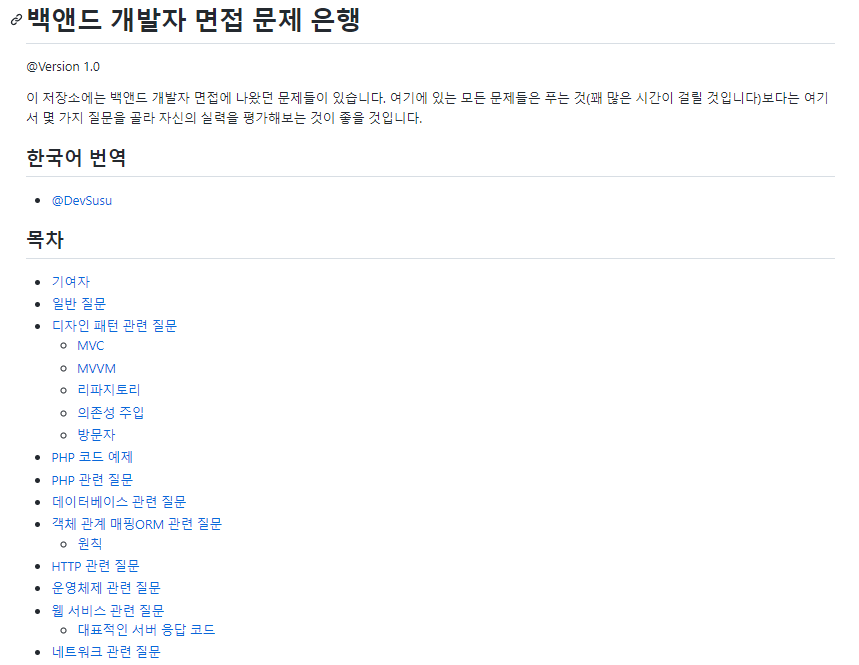 백앤드 개발자 면접 문제 은행
@Version 1.0
이 저장소에는 백앤드 개발자 면접에 나왔던 문제들이 있습니다. 여기에 있는 모든 문제들은 푸는 것(꽤 많은 시간이 걸릴 것입니다)보다는 여기
서 몇 가지 질문을 골라 자신의 실력을 평가해보는 것이 좋을 것입니다.
한국어 번역
@DevSusu
목차
기여자
일반 질문
디자인 패턴 관련 질문
MVC
MVVM
리파지토리
의존성 주입
방문자
PHP 코드 예제
PHP 관련 질문
데이터베이스 관련 질문
객체 관계 매핑ORM 관련 질문
원칙
HTTP 관련 질문
운영체제 관련 질문
웹 서비스 관련 질문
대표적인 서버 응답 코드
네트워크 관련 질문